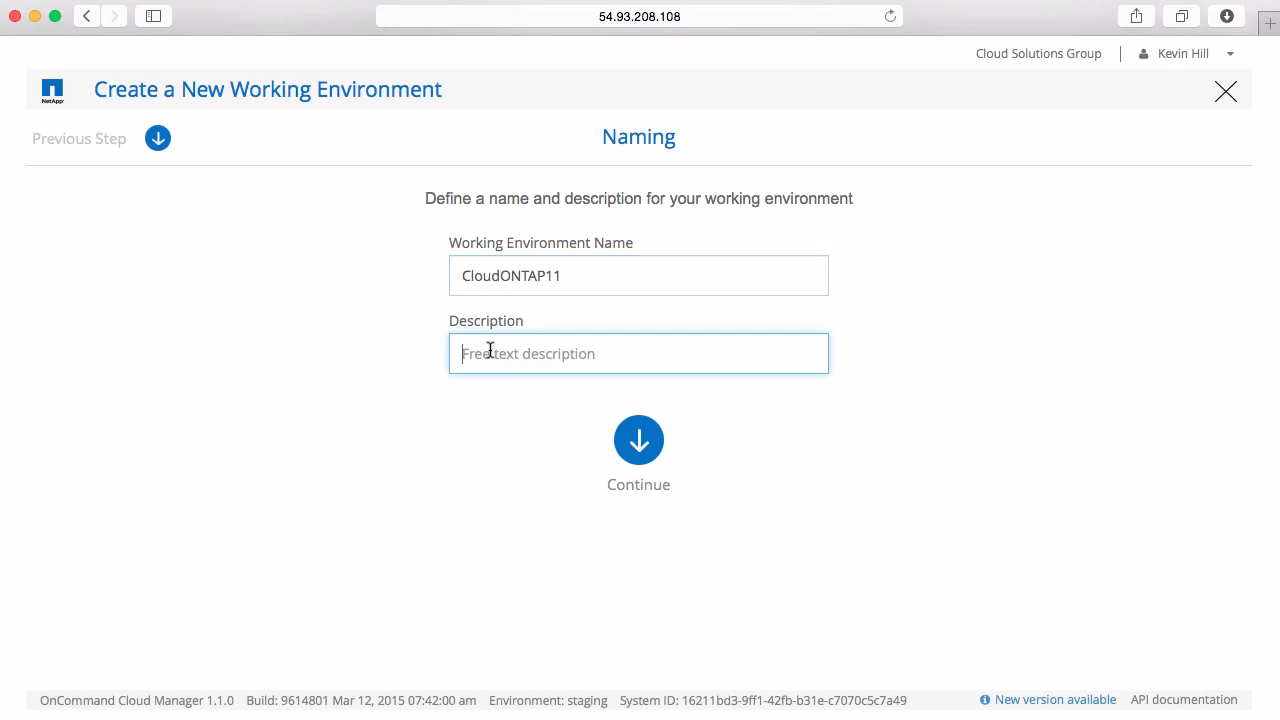 54.93.208.108
Cloud Solutions Group | Kevin Hill
NetApp
Create a New Working Environment
Previous Step
Naming
Define a name and description for your working environment
Working Environment Name
CloudONTAP11
Description
Free text description
Continue
OnCommand Cloud Manager 1.1.0 Build: 9614801 Mar 12, 2015 07:42:00 am Environment: staging System ID: 16211bd3-9ff1-42fb-b31e-c7070c5c7a49 New version available API documentation